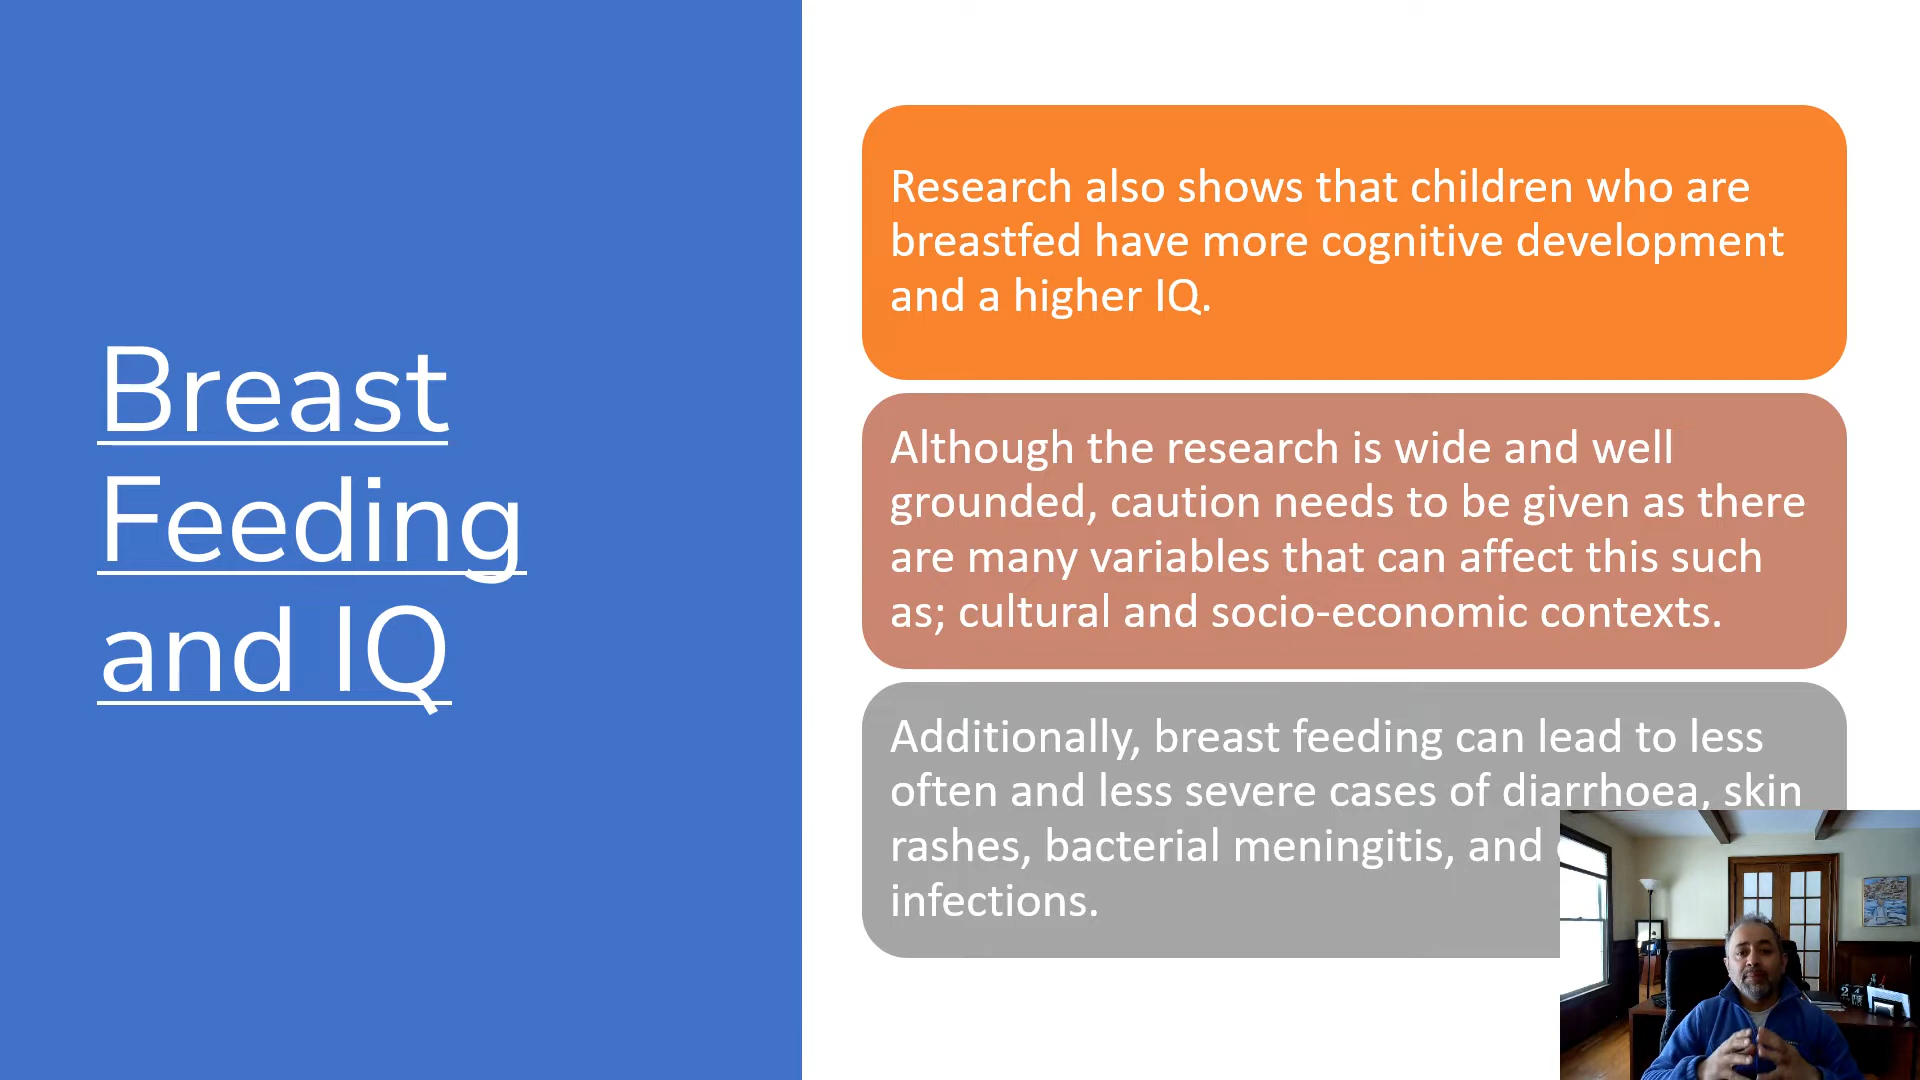 Breast
Feeding
and IQ
Research also shows that children who are
breastfed have more cognitive development
and a higher IQ.
Although the research is wide and well
grounded, caution needs to be given as there
are many variables that can affect this such
as; cultural and socio-economic contexts.
Additionally, breast feeding can lead to less
often and less severe cases of diarrhoea, skin
rashes, bacterial meningitis, and
infections.